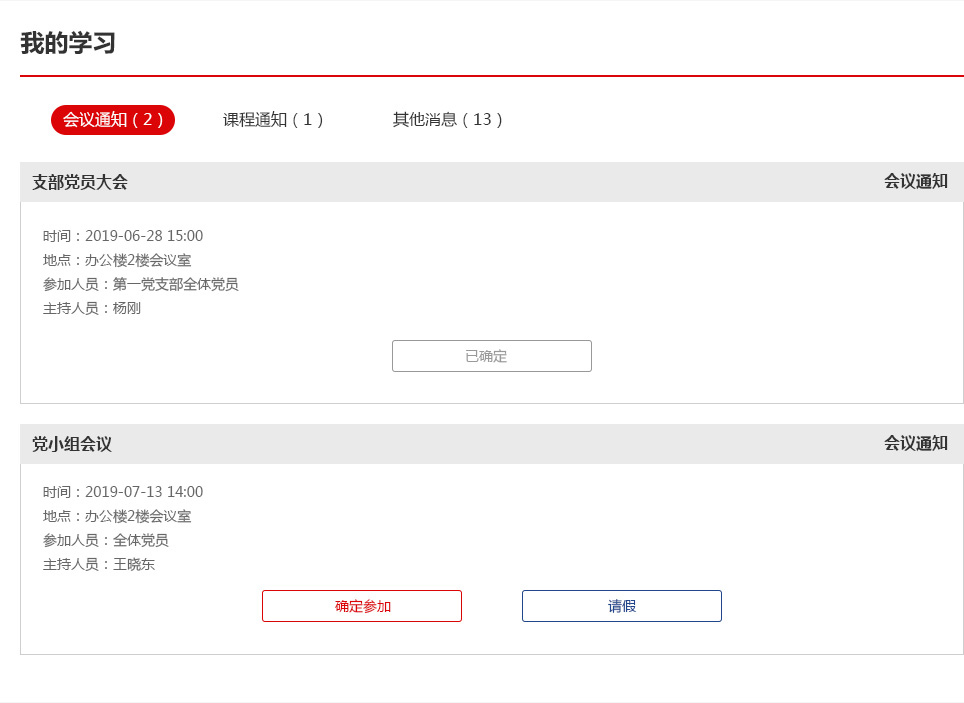 我的学习
会议通知（2） 课程通知（1） 其他消息（13）
支部党员大会 会议通知
时间：2019-06-28 15:00
地点：办公楼2楼会议室
参加人员：第一党支部全体党员
主持人员：杨刚
已确定
党小组会议 会议通知
时间：2019-07-13 14:00
地点：办公楼2楼会议室
参加人员：全体党员
主持人员：王晓东
确定参加 请假